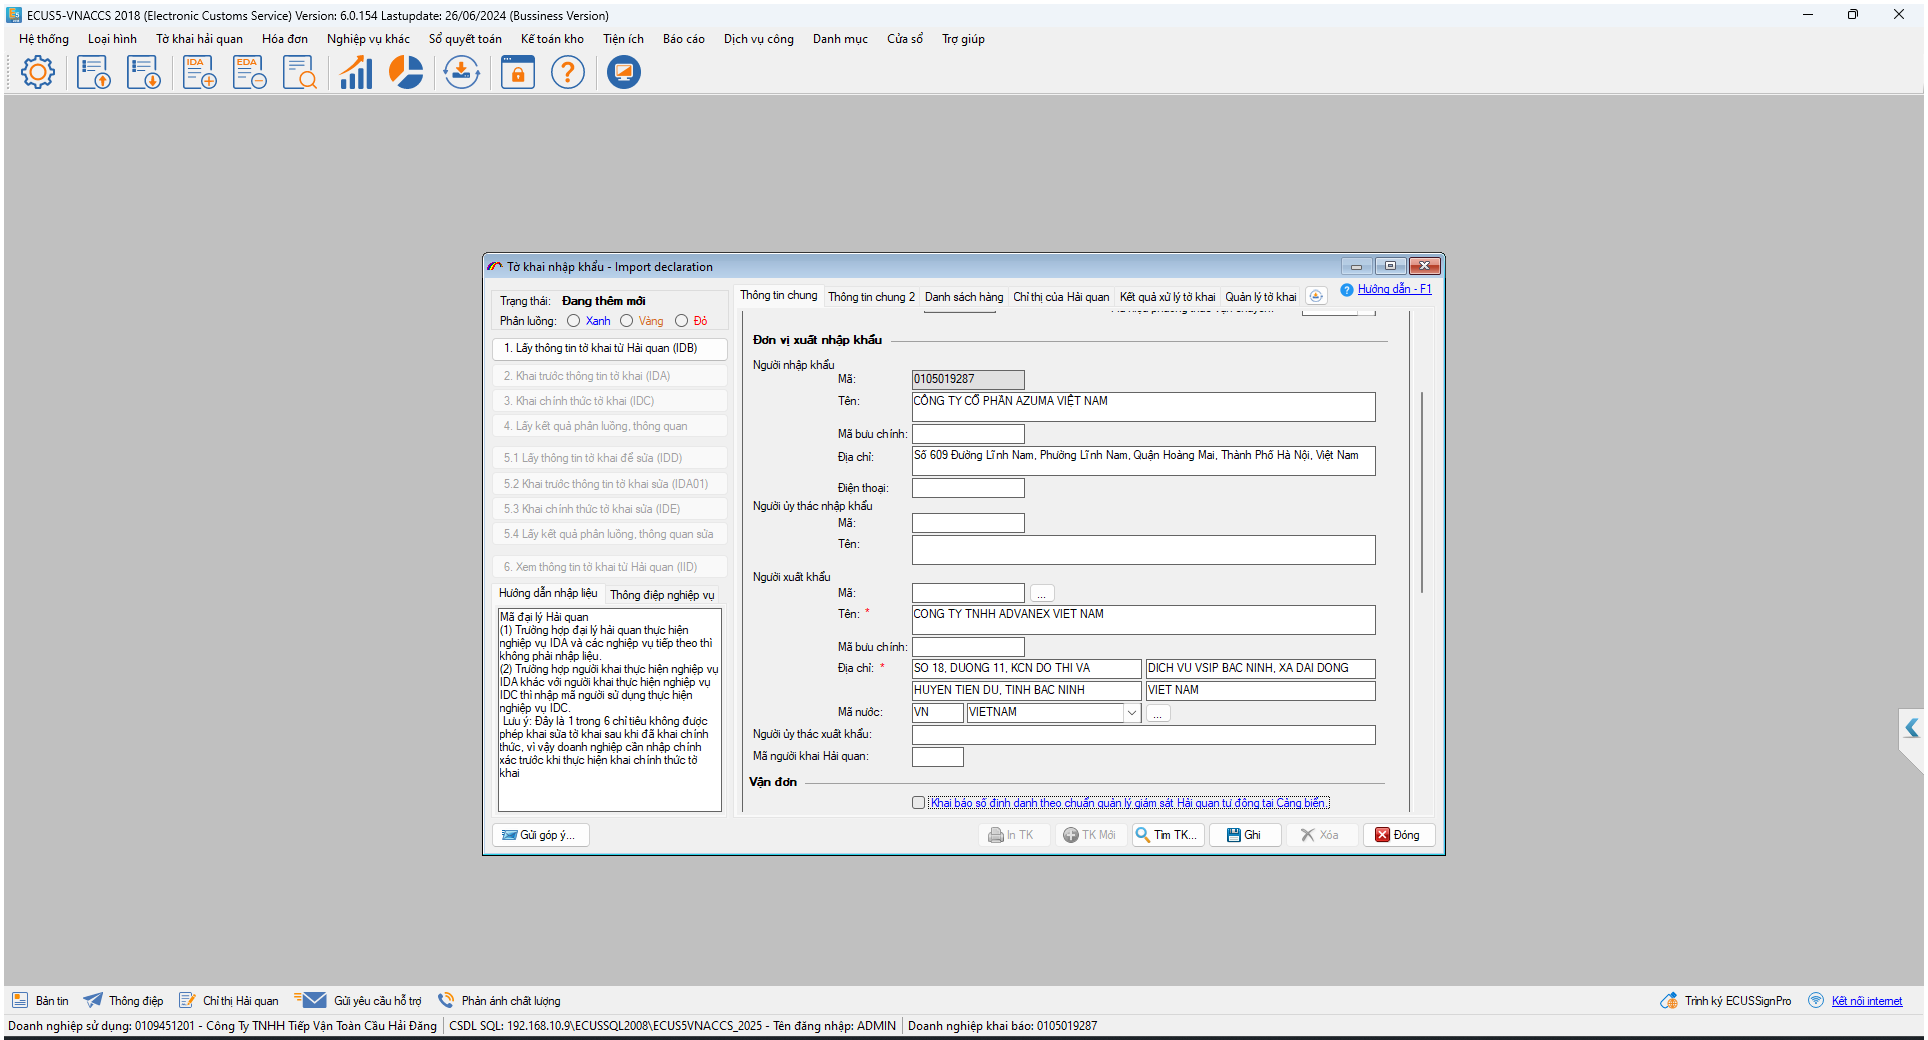 ECUS5-VNACCS 2018 (Electronic Customs Service) Version: 6.0.154 Lastupdate: 26/06/2024 (Bussiness Version)
Hệ thống Loại hình Tờ khai hải quan Hóa đơn Nghiệp vụ khác Sổ quyết toán Kế toán kho Tiện ích Báo cáo Dịch vụ công Danh mục Cửa sổ Trợ giúp
IDA EDA
Tờ khai nhập khẩu - Import declaration
Trạng thái: Đang thêm mới
Phân luồng: Xanh Vàng Đỏ
1. Lấy thông tin tờ khai từ Hải quan (IDB)
2. Khai trước thông tin tờ khai (IDA)
3. Khai chính thức tờ khai (IDC)
4. Lấy kết quả phân luồng, thông quan
5.1 Lấy thông tin tờ khai để sửa (IDD)
5.2 Khai trước thông tin tờ khai sửa (IDA01)
5.3 Khai chính thức tờ khai sửa (IDE)
5.4 Lấy kết quả phân luồng, thông quan sửa
6. Xem thông tin tờ khai từ Hải quan (IID)
Hướng dẫn nhập liệu Thông điệp nghiệp vụ
Mã đại lý Hải quan
(1) Trường hợp đại lý hải quan thực hiện
nghiệp vụ IDA và các nghiệp vụ tiếp theo thì
không phải nhập liệu.
(2) Trường hợp người khai thực hiện nghiệp vụ
IDA khác với người khai thực hiện nghiệp vụ
IDC thì nhập mã người sử dụng thực hiện
nghiệp vụ IDC.
Lưu ý: Đây là 1 trong 6 chỉ tiêu không được
phép khai sửa tờ khai sau khi đã khai chính
thức, vì vậy doanh nghiệp cần nhập chính
xác trước khi thực hiện khai chính thức tờ
khai
Gửi góp ý...
Thông tin chung Thông tin chung 2 Danh sách hàng Chỉ thị của Hải quan Kết quả xử lý tờ khai Quản lý tờ khai Hướng dẫn - F1
Đơn vị xuất nhập khẩu
Người nhập khẩu
Mã: 0105019287
Tên: CÔNG TY CỔ PHẦN AZUMA VIỆT NAM
Mã bưu chính:
Địa chỉ: Số 609 Đường Lĩnh Nam, Phường Lĩnh Nam, Quận Hoàng Mai, Thành Phố Hà Nội, Việt Nam
Điện thoại:
Người ủy thác nhập khẩu
Mã:
Tên:
Người xuất khẩu
Mã: ...
Tên: * CONG TY TNHH ADVANEX VIET NAM
Mã bưu chính:
Địa chỉ: * SO 18, DUONG 11, KCN DO THI VA DICH VU VSIP BAC NINH, XA DAI DONG
HUYEN TIEN DU, TINH BAC NINH VIET NAM
Mã nước: VN VIETNAM ...
Người ủy thác xuất khẩu:
Mã người khai Hải quan:
Vận đơn
Khai báo số định danh theo chuẩn quản lý giám sát Hải quan tự động tại Cảng biển.
In TK TK Mới Tìm TK... Ghi Xóa Đóng
Bản tin Thông điệp Chỉ thị Hải quan Gửi yêu cầu hỗ trợ Phản ánh chất lượng Trình ký ECUSSignPro Kết nối internet
Doanh nghiệp sử dụng: 0109451201 - Công Ty TNHH Tiếp Vận Toàn Cầu Hải Đăng CSDL SQL: 192.168.10.9\ECUSSQL2008\ECUS5VNACCS_2025 - Tên đăng nhập: ADMIN Doanh nghiệp khai báo: 0105019287